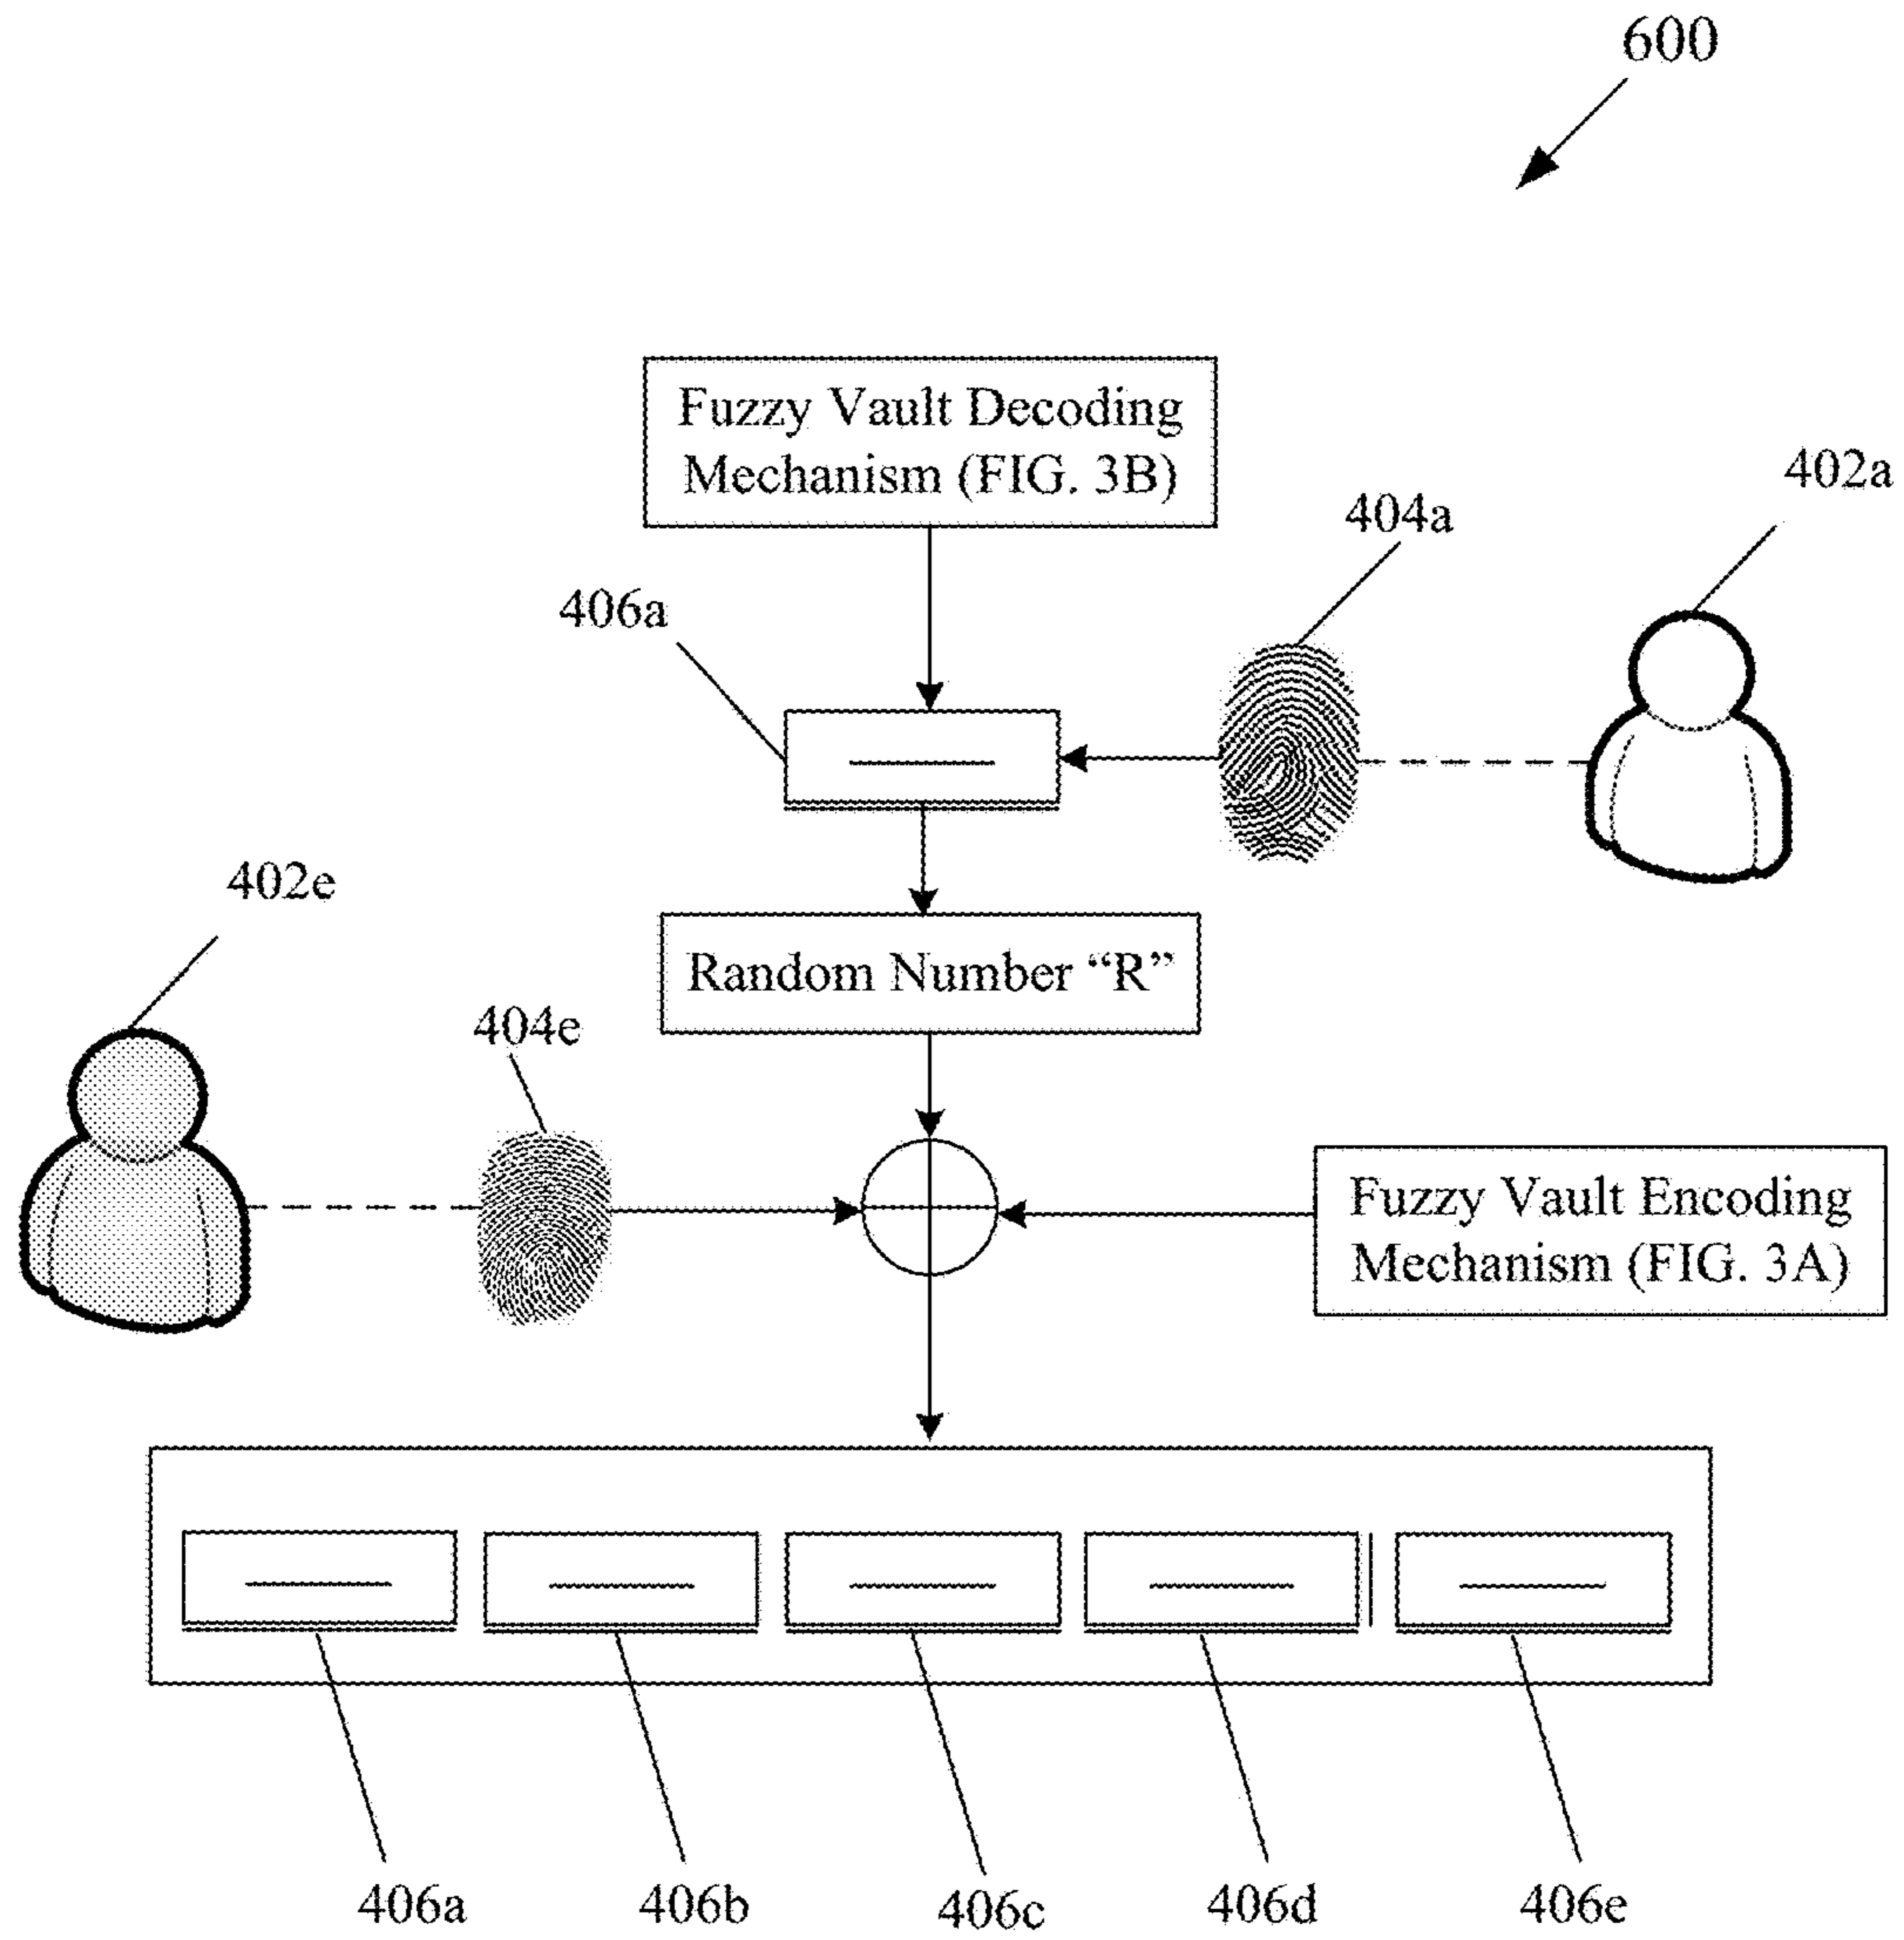 600
Fuzzy Vault Decoding
Mechanism (FIG. 3B)
402a
404a
406a
402e
Random Number “R”
404e
Fuzzy Vault Encoding
Mechanism (FIG. 3A)
406a
406b
406c
406d
406e